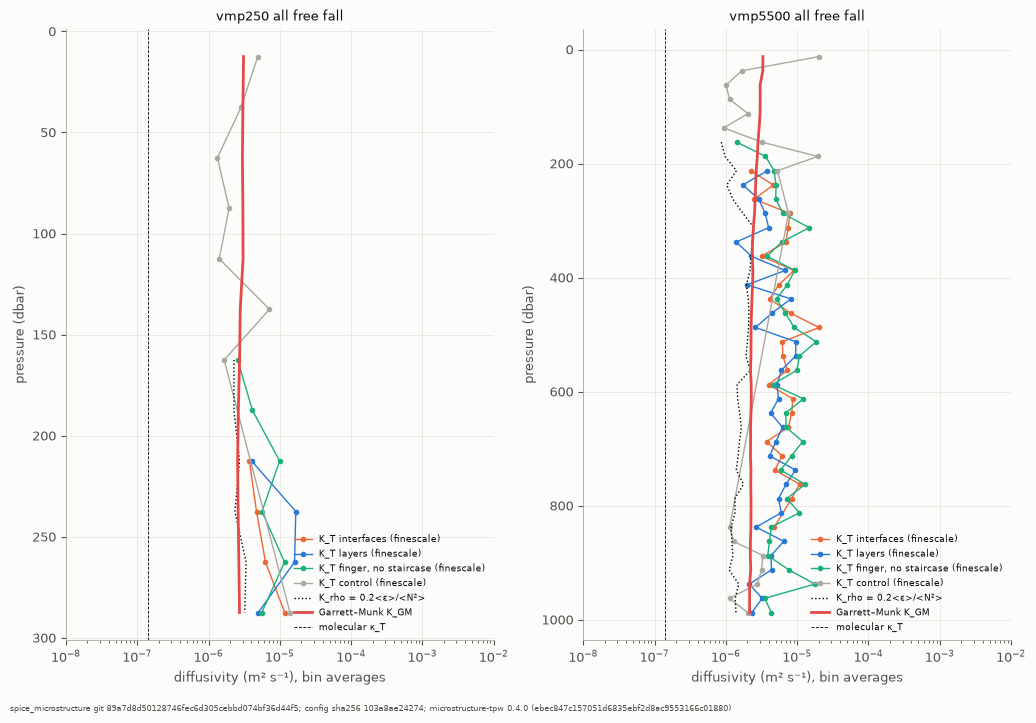 vmp250 all free fall
pressure (dbar)
0
50
100
150
200
250
300
K_T interfaces (finescale)
K_T layers (finescale)
K_T finger, no staircase (finescale)
K_T control (finescale)
K_rho = 0.2<ε>/<N²>
Garrett–Munk K_GM
molecular κ_T
10⁻⁸ 10⁻⁷ 10⁻⁶ 10⁻⁵ 10⁻⁴ 10⁻³ 10⁻²
diffusivity (m² s⁻¹), bin averages
vmp5500 all free fall
pressure (dbar)
0
200
400
600
800
1000
K_T interfaces (finescale)
K_T layers (finescale)
K_T finger, no staircase (finescale)
K_T control (finescale)
K_rho = 0.2<ε>/<N²>
Garrett–Munk K_GM
molecular κ_T
10⁻⁸ 10⁻⁷ 10⁻⁶ 10⁻⁵ 10⁻⁴ 10⁻³ 10⁻²
diffusivity (m² s⁻¹), bin averages
spice_microstructure git 89a7d8d50128746fec6d305cebbd074bf36d44f5; config sha256 103a8ae24274; microstructure-tpw 0.4.0 (ebec847c157051d6835ebf2d8ac9553166c01880)